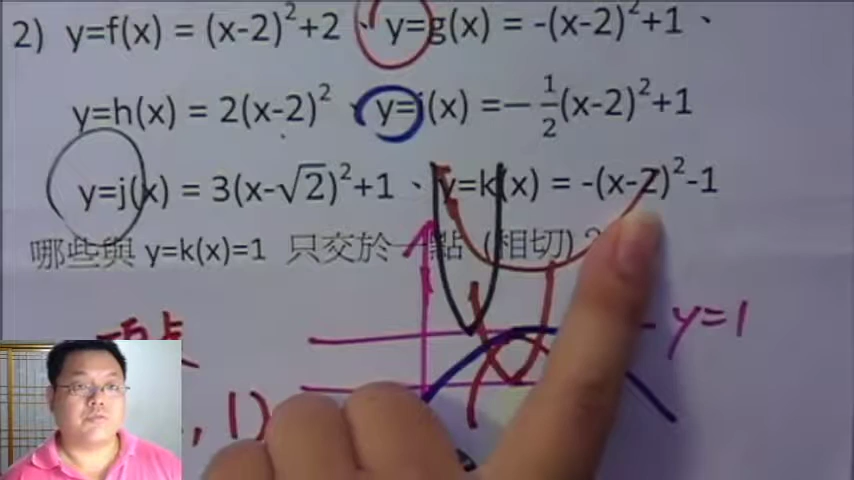 2) y=f(x) = (x-2)²+2、y=g(x) = -(x-2)²+1、
y=h(x) = 2(x-2)²、y=i(x) =-1/2(x-2)²+1
y=j(x) = 3(x-√2)²+1、y=k(x) = -(x-2)²-1
哪些與 y=k(x)=1 只交於一點 (相切)?
y=1
, 1)